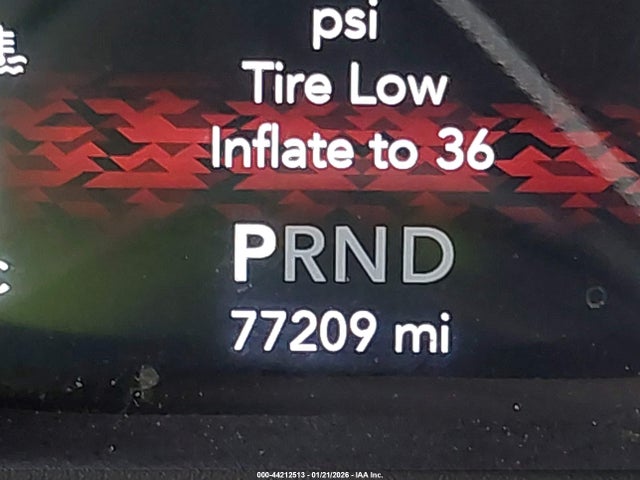 psi
Tire Low
Inflate to 36
PRND
77209 mi
000-44212513 - 01/21/2026 - IAA Inc.